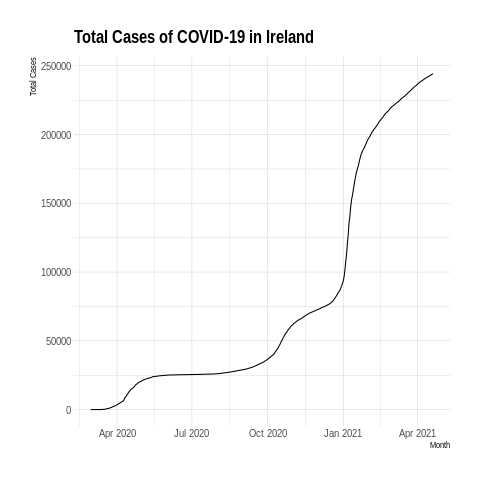 Total Cases of COVID-19 in Ireland
Total Cases
250000
200000
150000
100000
50000
0
Apr 2020 Jul 2020 Oct 2020 Jan 2021 Apr 2021
Month